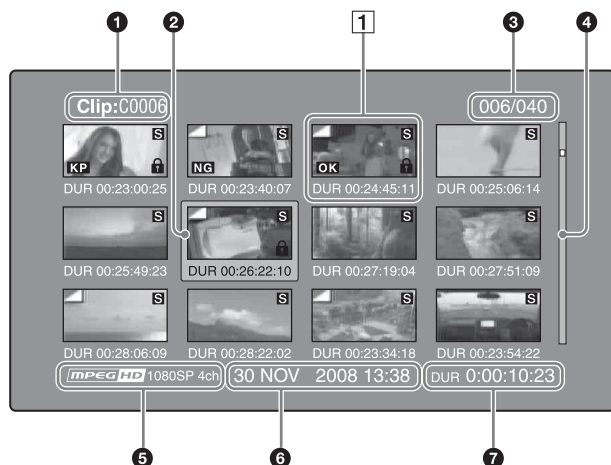 1 2 1 3 4
Clip:C0006 006/040
S S S S
KP NG OK
DUR 00:23:00:25 DUR 00:23:40:07 DUR 00:24:45:11 DUR 00:25:06:14
S S S S
DUR 00:25:49:23 DUR 00:26:22:10 DUR 00:27:19:04 DUR 00:27:51:09
S S S S
DUR 00:28:06:09 DUR 00:28:22:02 DUR 00:23:34:18 DUR 00:23:54:22
MPEG HD 1080SP 4ch 30 NOV 2008 13:38 DUR 0:00:10:23
5 6 7